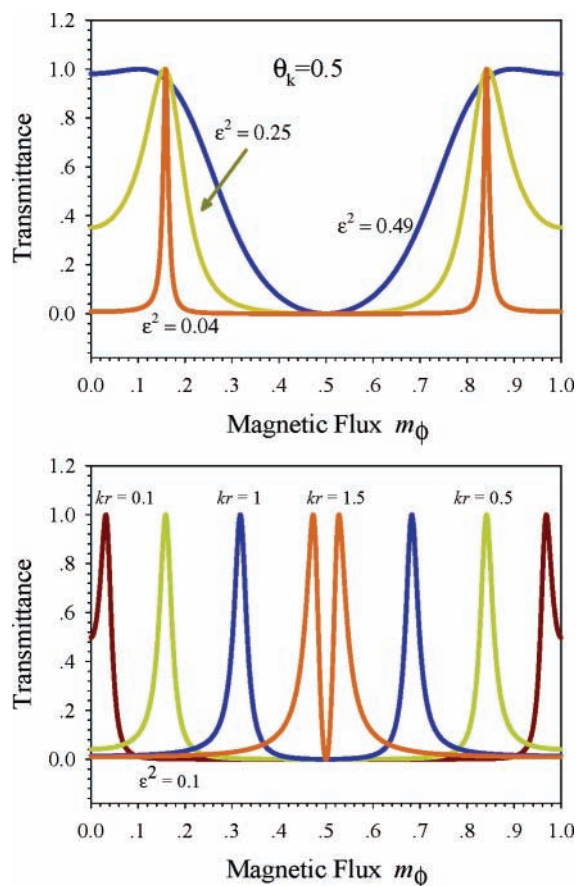 1.2
θk=0.5
1.0
ε² = 0.25
.8
Transmittance
.6
.4
ε² = 0.49
.2
0.0
ε² = 0.04
0.0 .1 .2 .3 .4 .5 .6 .7 .8 .9 1.0
Magnetic Flux mϕ
1.2
kr = 0.1 kr = 1 kr = 1.5 kr = 0.5
1.0
.8
Transmittance
.6
.4
.2
0.0
ε² = 0.1
0.0 .1 .2 .3 .4 .5 .6 .7 .8 .9 1.0
Magnetic Flux mϕ